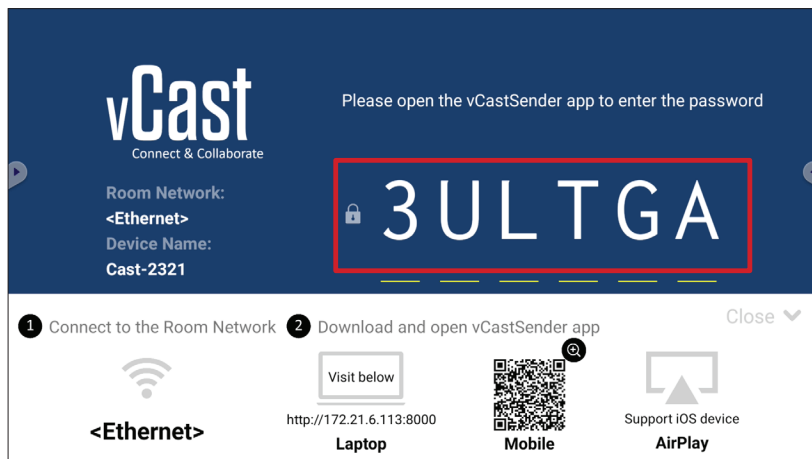 vCast
Connect & Collaborate
Please open the vCastSender app to enter the password
Room Network:
<Ethernet>
Device Name:
Cast-2321
3ULTGA
1 Connect to the Room Network
2 Download and open vCastSender app
Close
<Ethernet>
Visit below
http://172.21.6.113:8000
Laptop
Mobile
Support iOS device
AirPlay